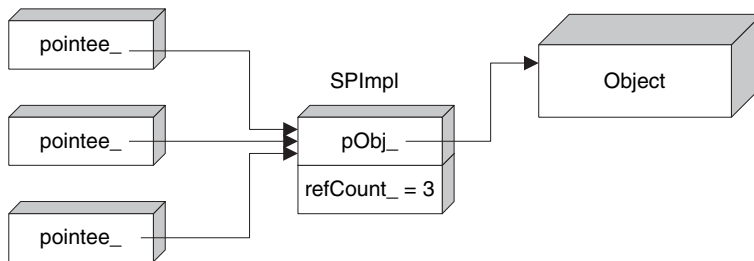 pointee_
SPImpl
Object
pointee_
pObj_
refCount_ = 3
pointee_